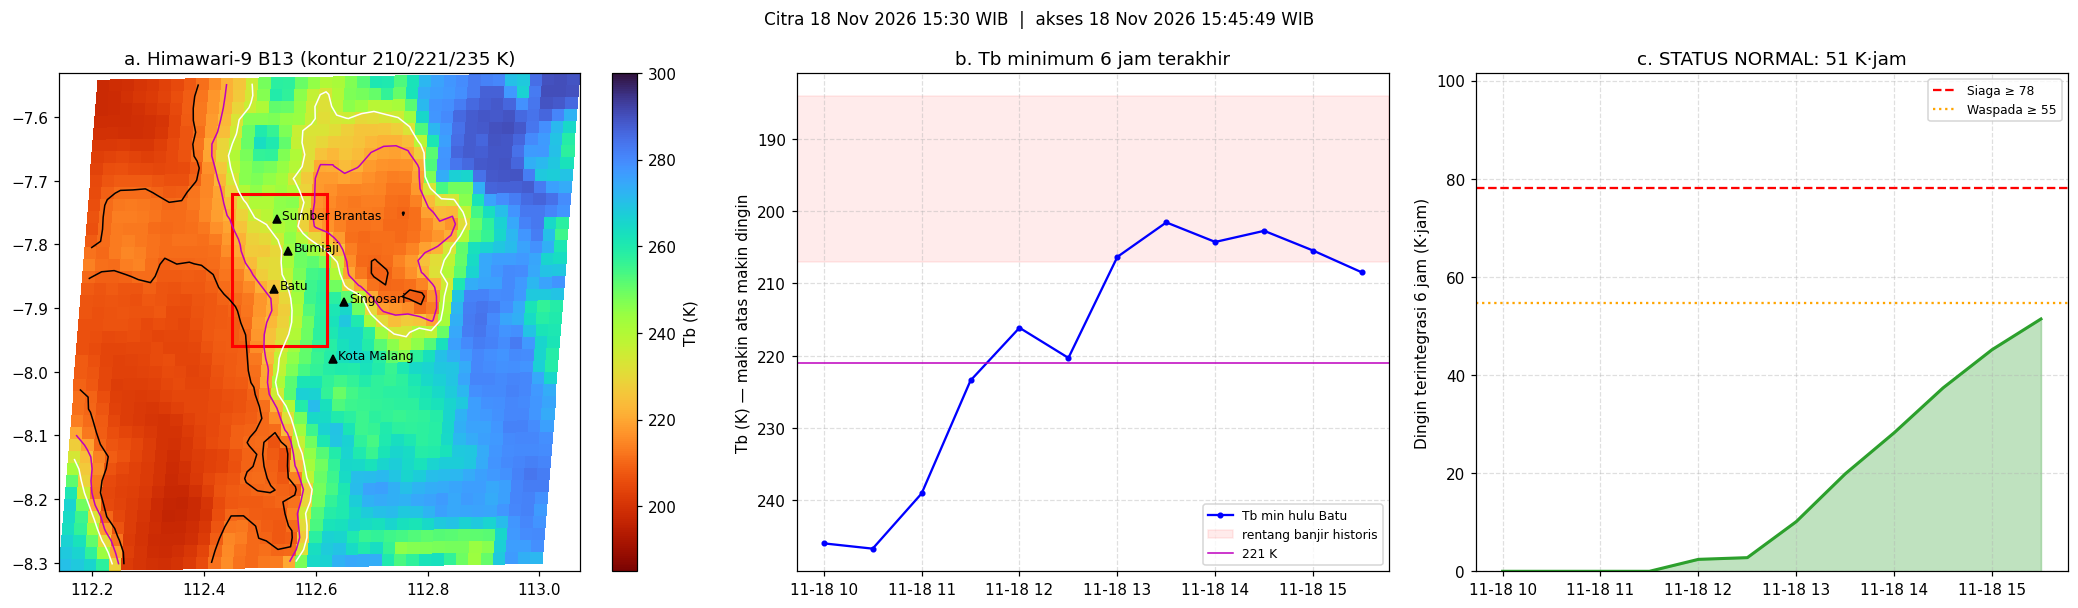 Citra 18 Nov 2026 15:30 WIB | akses 18 Nov 2026 15:45:49 WIB
a. Himawari-9 B13 (kontur 210/221/235 K)
−7.6
−7.7
−7.8
−7.9
−8.0
−8.1
−8.2
−8.3
112.2
112.4
112.6
112.8
113.0
Sumber Brantas
Bumiaji
Batu
Singosari
Kota Malang
300
280
260
240
220
200
Tb (K)
b. Tb minimum 6 jam terakhir
Tb (K) — makin atas makin dingin
190
200
210
220
230
240
11-18 10
11-18 11
11-18 12
11-18 13
11-18 14
11-18 15
Tb min hulu Batu
rentang banjir historis
221 K
c. STATUS NORMAL: 51 K·jam
Dingin terintegrasi 6 jam (K·jam)
100
80
60
40
20
0
11-18 10
11-18 11
11-18 12
11-18 13
11-18 14
11-18 15
Siaga ≥ 78
Waspada ≥ 55